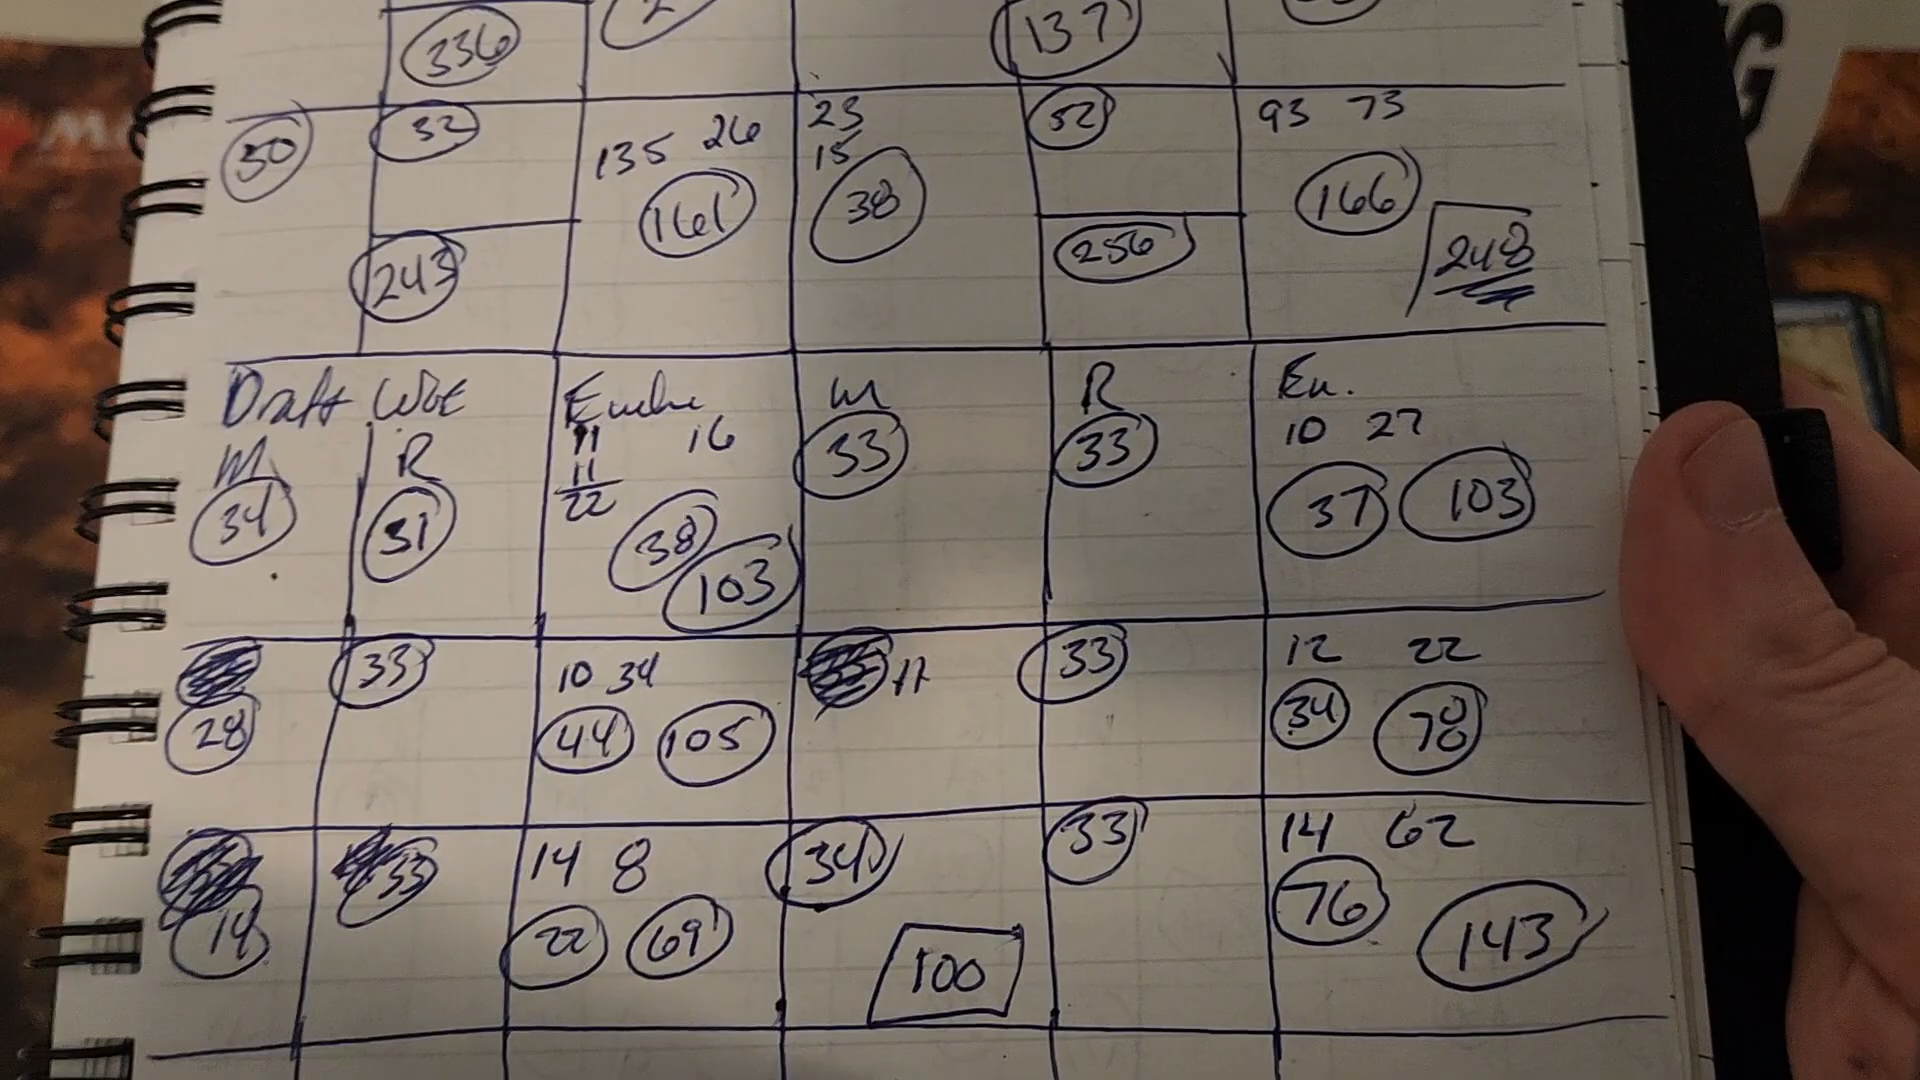 336 2 137
50 32 135 26 23 52 93 73
15
161 38 166
243 256 248
Draft WOE M R En.
M R 11 16 33 33 10 27
34 31 11 37 103
22
38
103
28 33 10 34 11 33 12 22
44 105 34 78
14 33 14 8 34 33 14 62
22 69 76 143
100